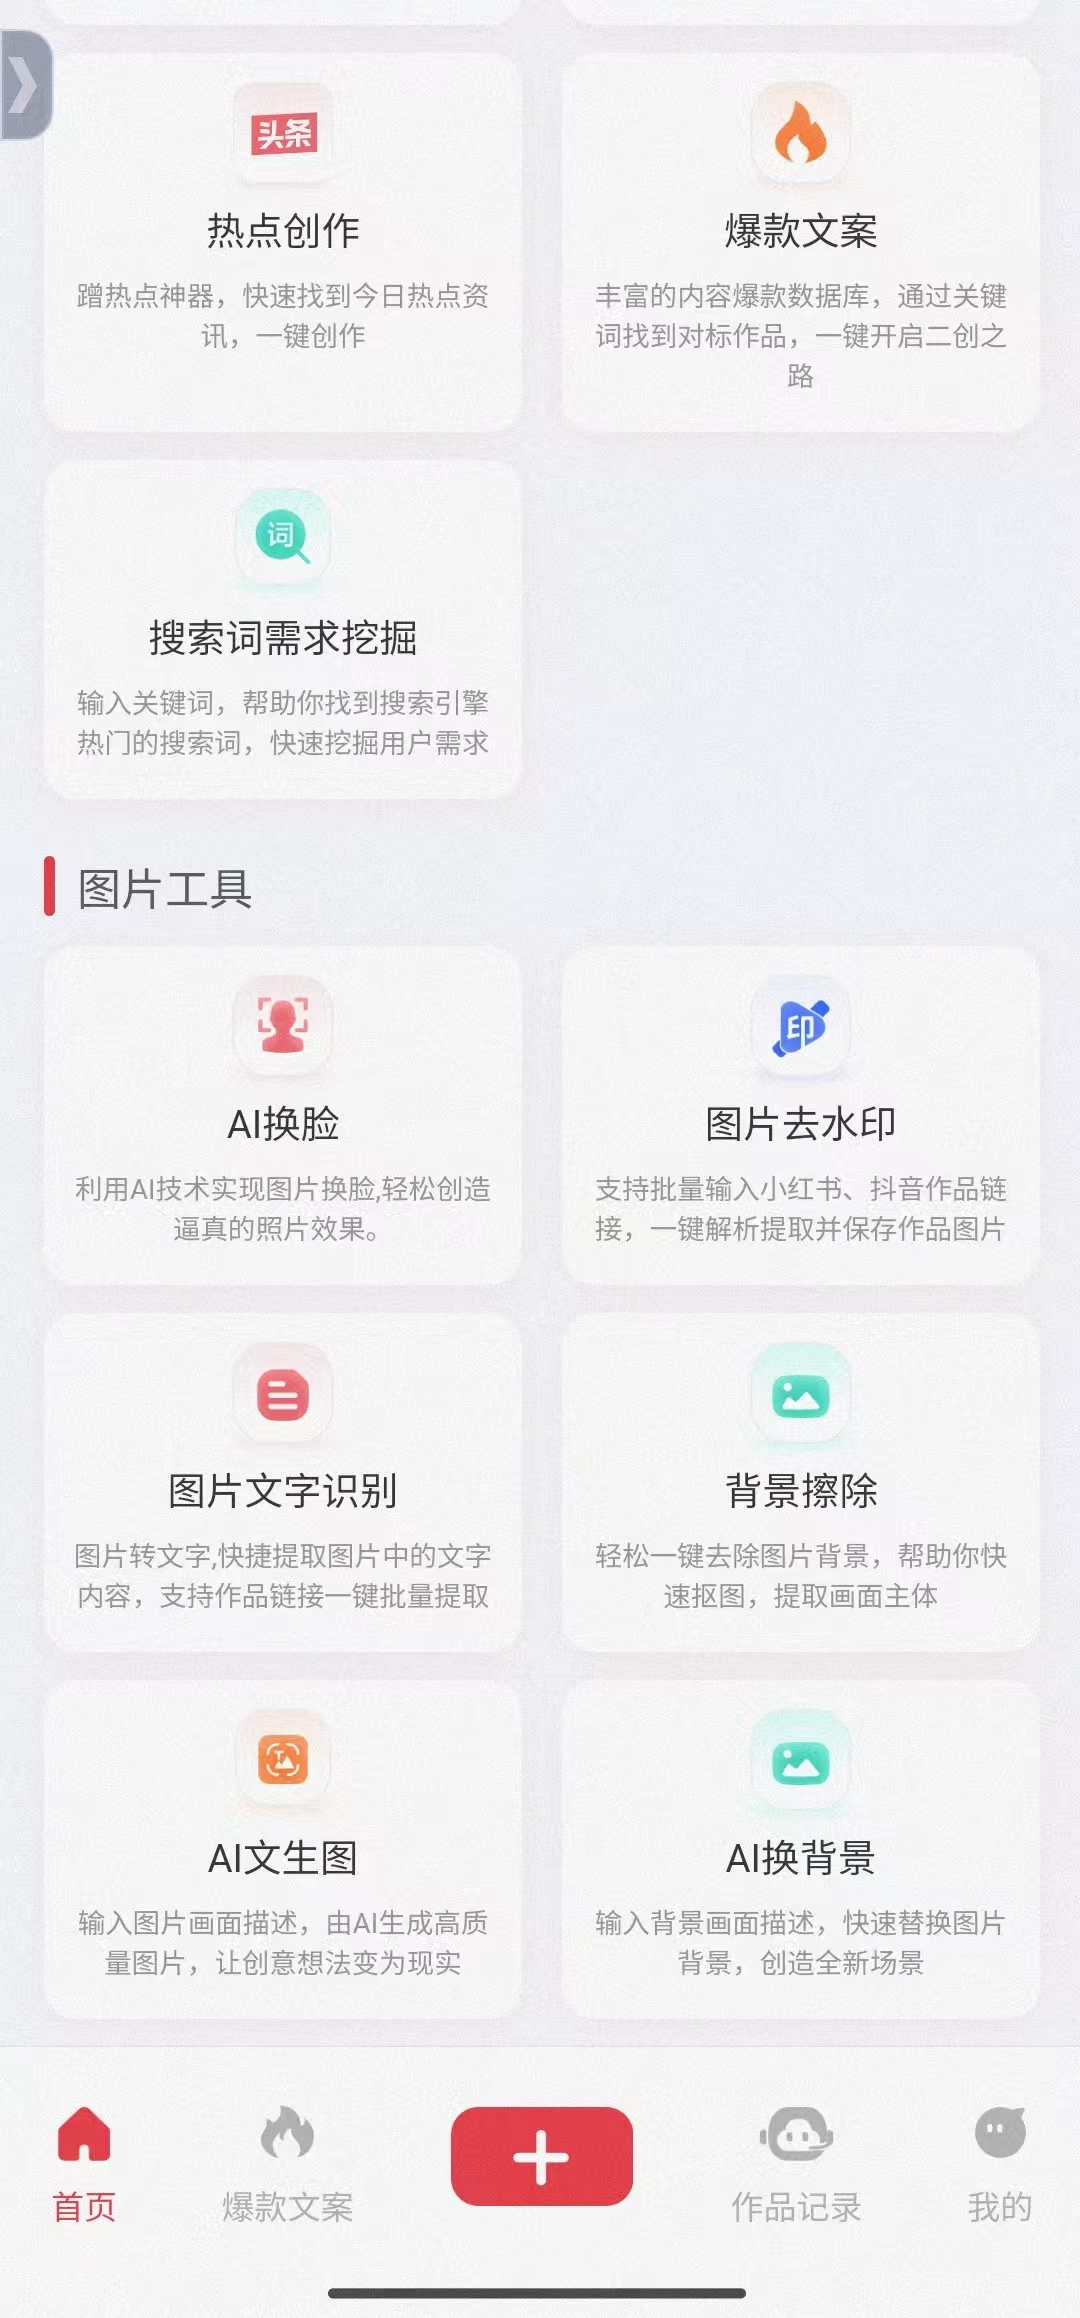 头条
热点创作
蹭热点神器，快速找到今日热点资
讯，一键创作
爆款文案
丰富的内容爆款数据库，通过关键
词找到对标作品，一键开启二创之
路
词
搜索词需求挖掘
输入关键词，帮助你找到搜索引擎
热门的搜索词，快速挖掘用户需求
图片工具
AI换脸
利用AI技术实现图片换脸,轻松创造
逼真的照片效果。
印
图片去水印
支持批量输入小红书、抖音作品链
接，一键解析提取并保存作品图片
图片文字识别
图片转文字,快捷提取图片中的文字
内容，支持作品链接一键批量提取
背景擦除
轻松一键去除图片背景，帮助你快
速抠图，提取画面主体
T
AI文生图
输入图片画面描述，由AI生成高质
量图片，让创意想法变为现实
AI换背景
输入背景画面描述，快速替换图片
背景，创造全新场景
首页
爆款文案
作品记录
我的